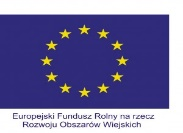 Europejski Fundusz Rolny na rzecz
Rozwoju Obszarów Wiejskich